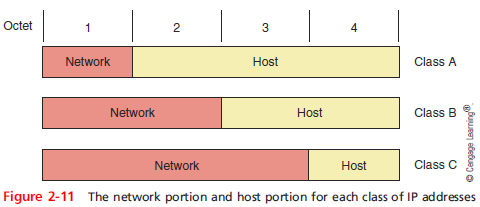 Octet 1 2 3 4
Network Host Class A
Network Host Class B
Network Host Class C
© Cengage Learning®.
Figure 2-11 The network portion and host portion for each class of IP addresses